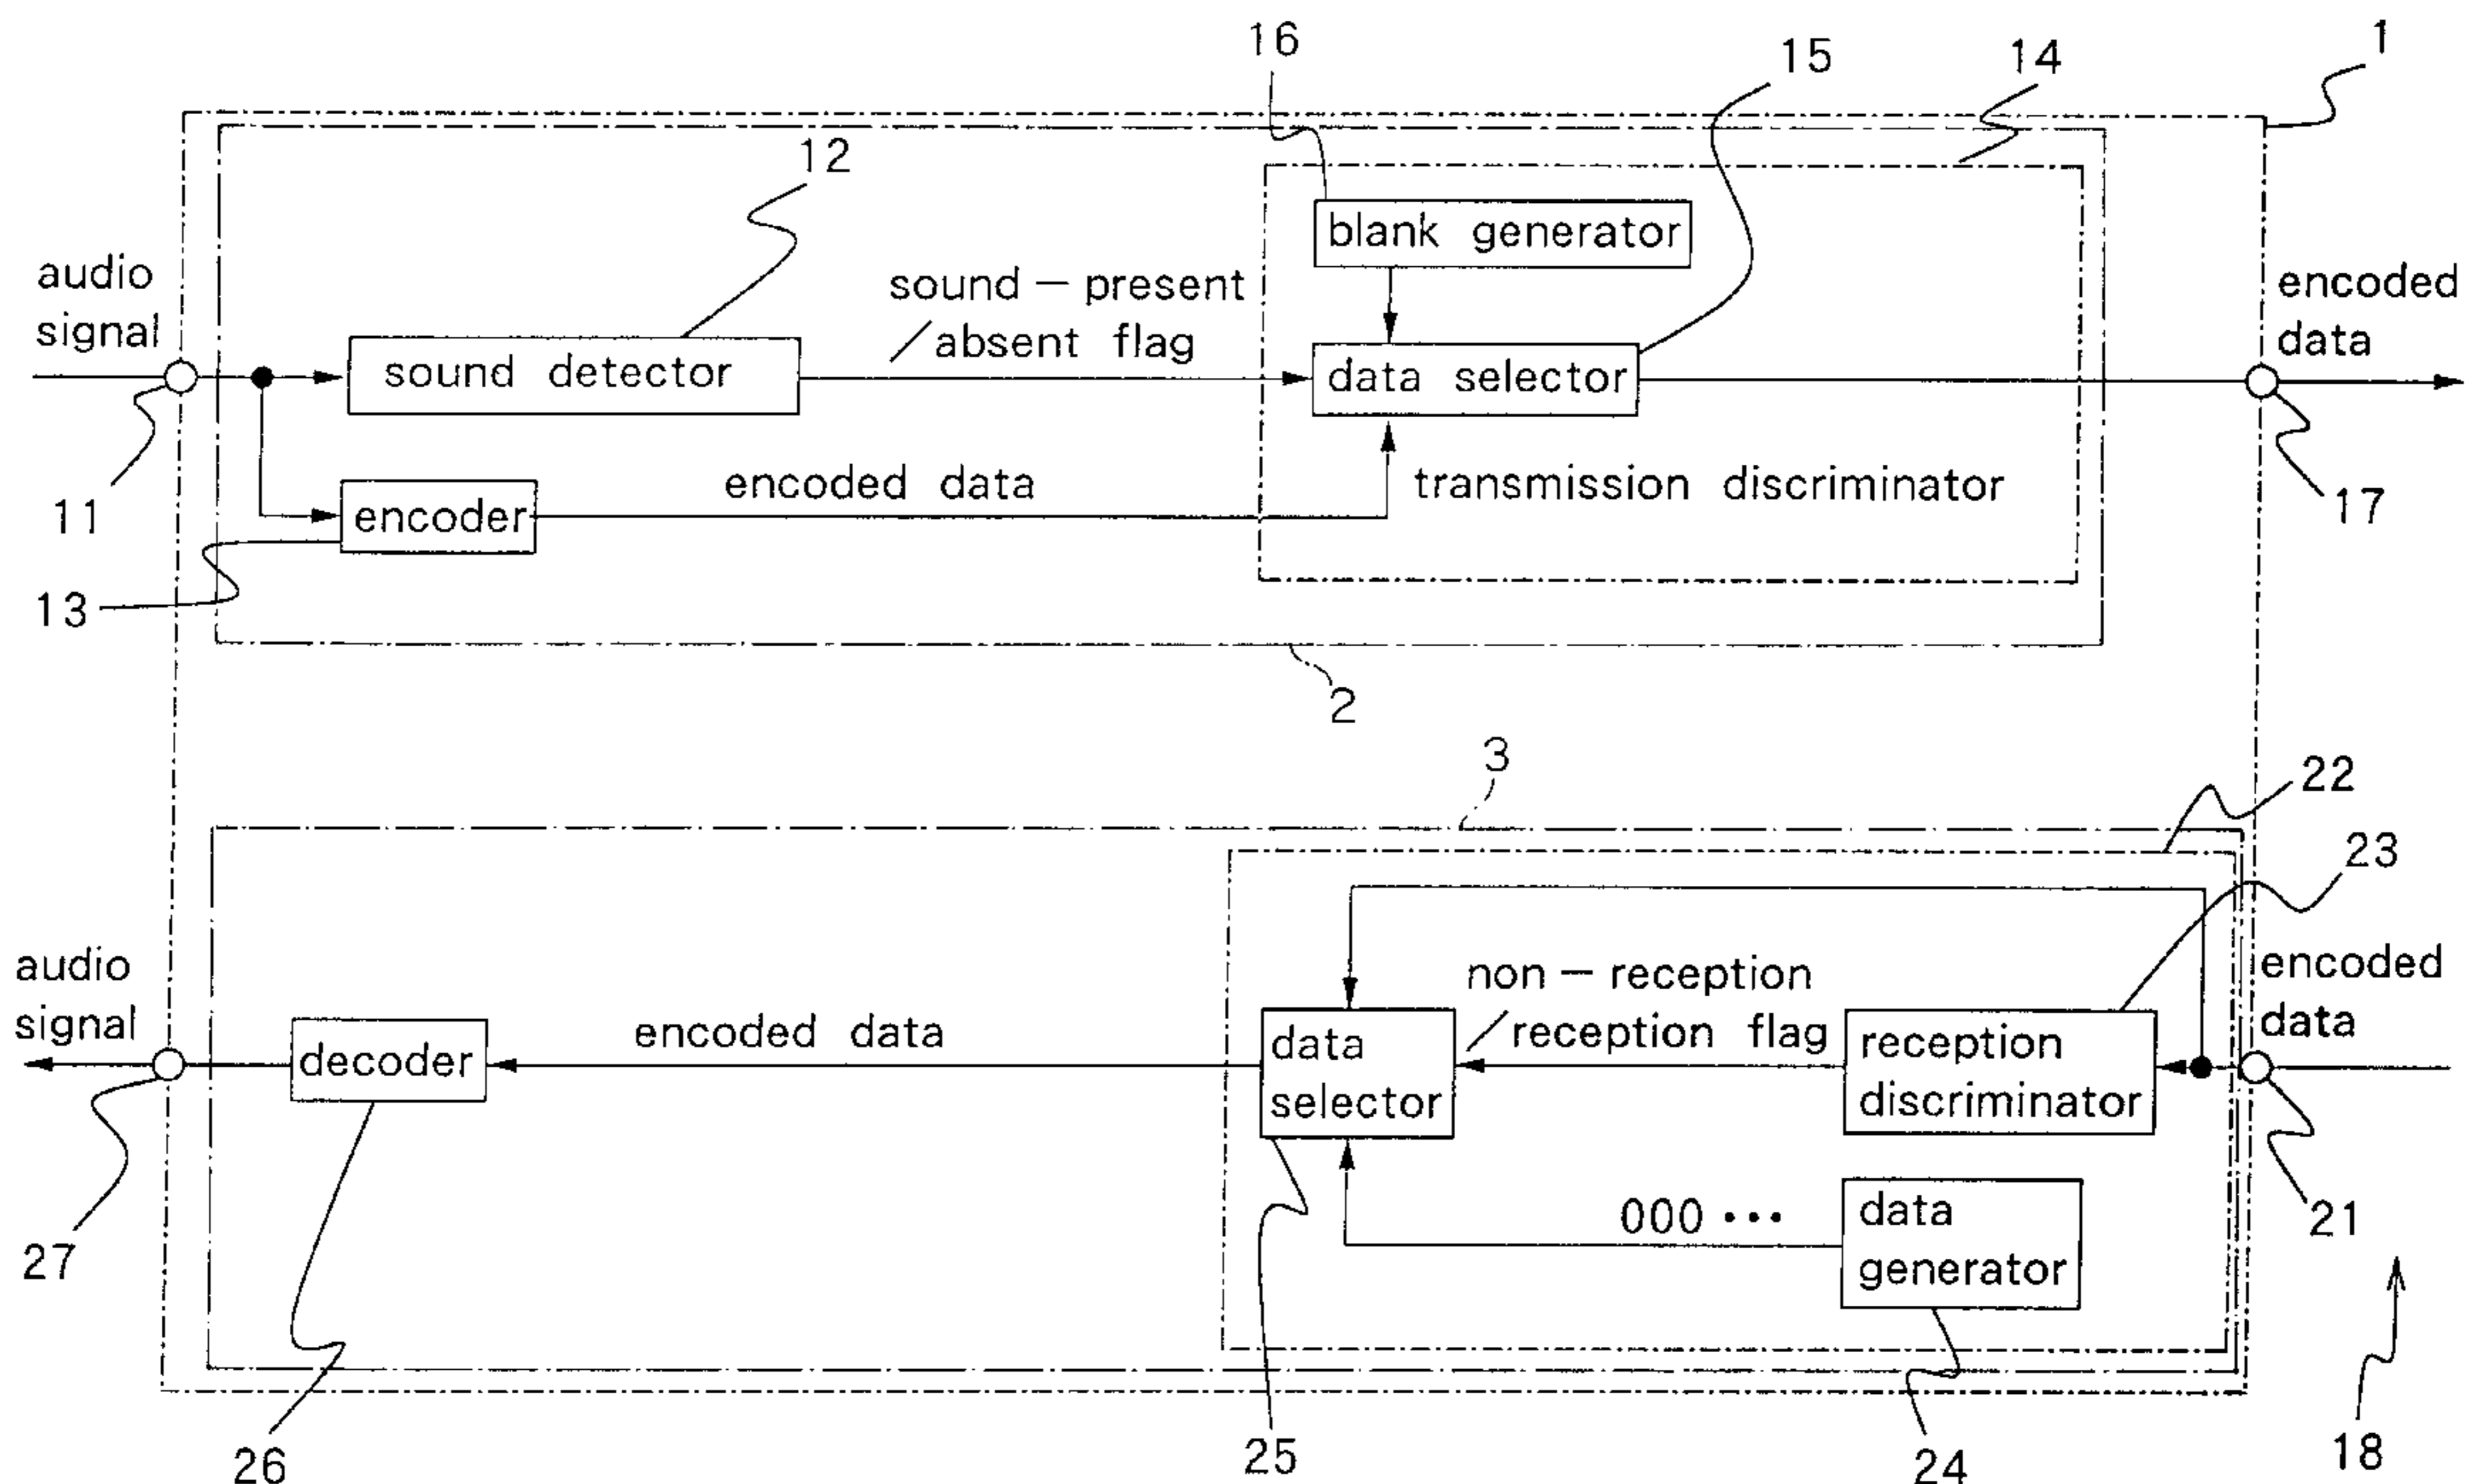 16
15
14
1
12
blank generator
audio
signal
sound – present
/absent flag
encoded
data
sound detector
data selector
encoded data
transmission discriminator
11
encoder
17
13
2
3
22
23
audio
signal
non – reception
/reception flag
encoded
data
decoder
encoded data
data
selector
reception
discriminator
000 •••
data
generator
27
21
26
25
24
18